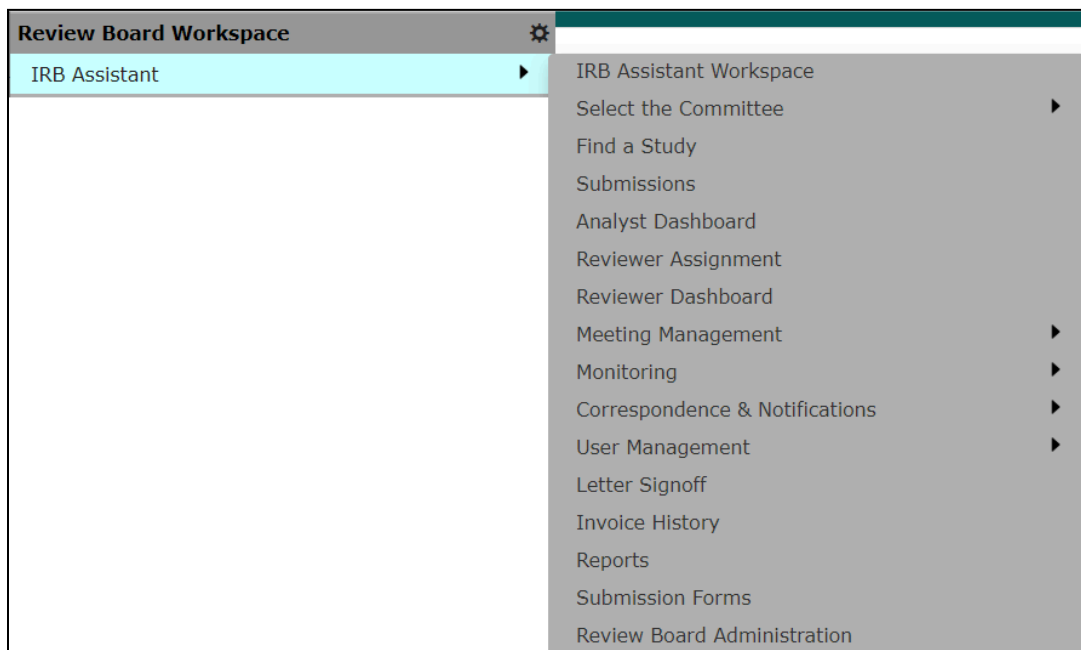 Review Board Workspace
IRB Assistant
IRB Assistant Workspace
Select the Committee
Find a Study
Submissions
Analyst Dashboard
Reviewer Assignment
Reviewer Dashboard
Meeting Management
Monitoring
Correspondence & Notifications
User Management
Letter Signoff
Invoice History
Reports
Submission Forms
Review Board Administration